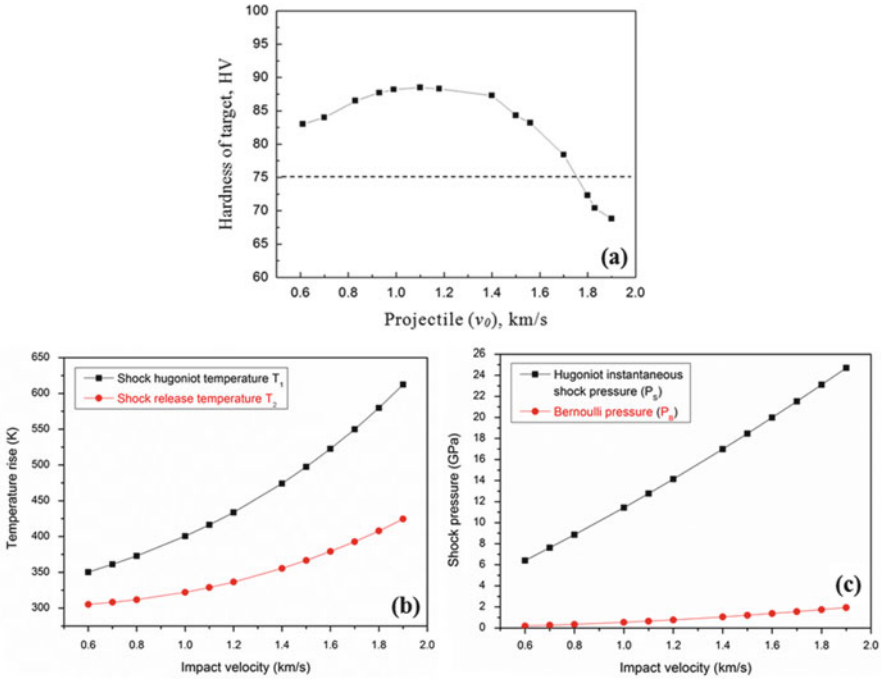 100
95
90
85
80
75
70
65
60
Hardness of target, HV
0.6 0.8 1.0 1.2 1.4 1.6 1.8 2.0
Projectile (v0), km/s
(a)
650
600
550
500
450
400
350
300
Temperature rise (K)
Shock hugoniot temperature T1
Shock release temperature T2
(b)
0.6 0.8 1.0 1.2 1.4 1.6 1.8 2.0
Impact velocity (km/s)
26
24
22
20
18
16
14
12
10
8
6
4
2
0
Shock pressure (GPa)
Hugoniot instantaneous
shock pressure (PS)
Bernoulli pressure (PB)
(c)
0.6 0.8 1.0 1.2 1.4 1.6 1.8 2.0
Impact velocity (km/s)